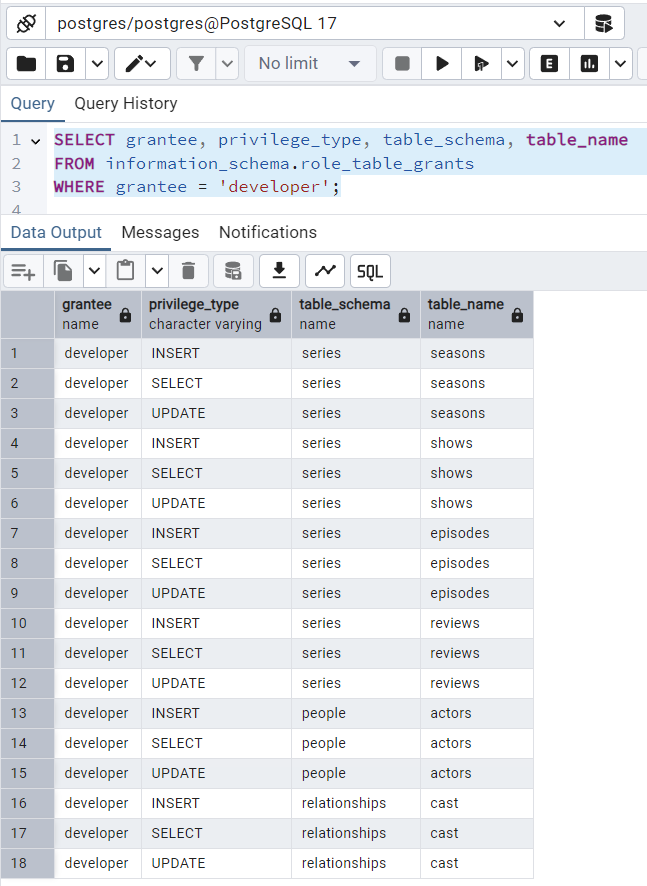 postgres/postgres@PostgreSQL 17
No limit
E
Query Query History
1 SELECT grantee, privilege_type, table_schema, table_name
2 FROM information_schema.role_table_grants
3 WHERE grantee = 'developer';
4
Data Output Messages Notifications
SQL
grantee privilege_type table_schema table_name
name character varying name name
1 developer INSERT series seasons
2 developer SELECT series seasons
3 developer UPDATE series seasons
4 developer INSERT series shows
5 developer SELECT series shows
6 developer UPDATE series shows
7 developer INSERT series episodes
8 developer SELECT series episodes
9 developer UPDATE series episodes
10 developer INSERT series reviews
11 developer SELECT series reviews
12 developer UPDATE series reviews
13 developer INSERT people actors
14 developer SELECT people actors
15 developer UPDATE people actors
16 developer INSERT relationships cast
17 developer SELECT relationships cast
18 developer UPDATE relationships cast